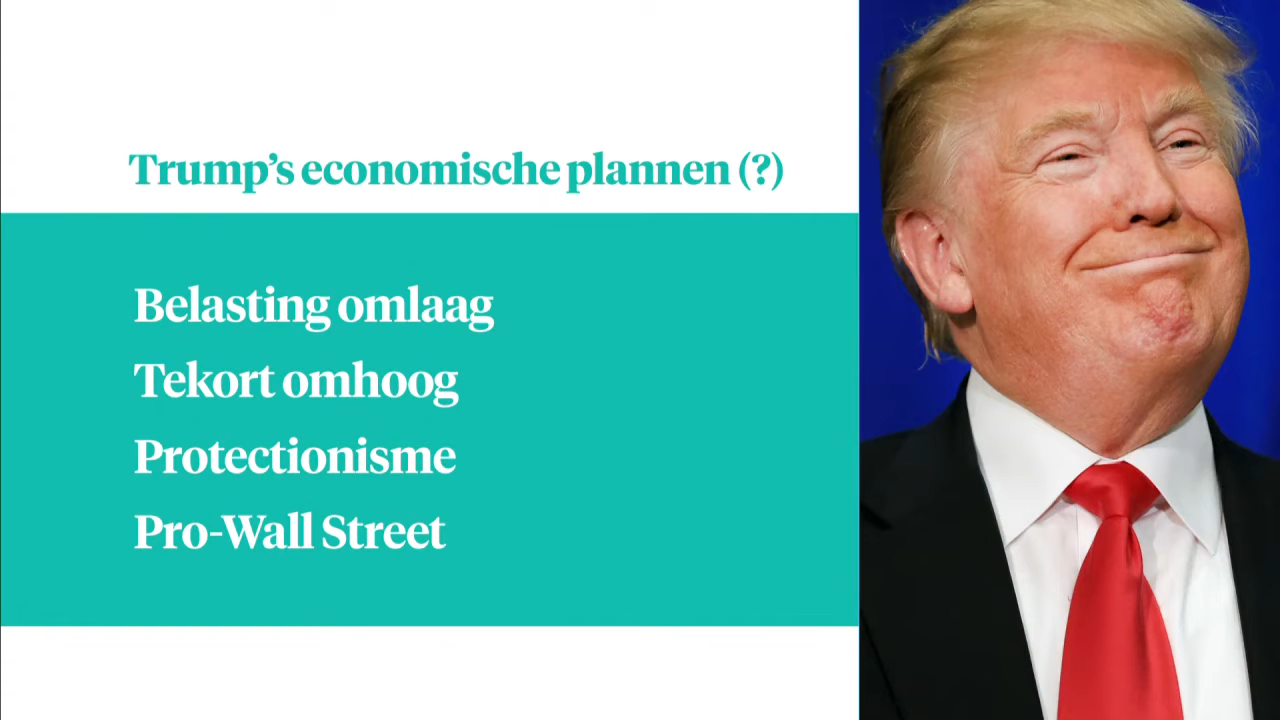 Trump’s economische plannen (?)
Belasting omlaag
Tekort omhoog
Protectionisme
Pro-Wall Street